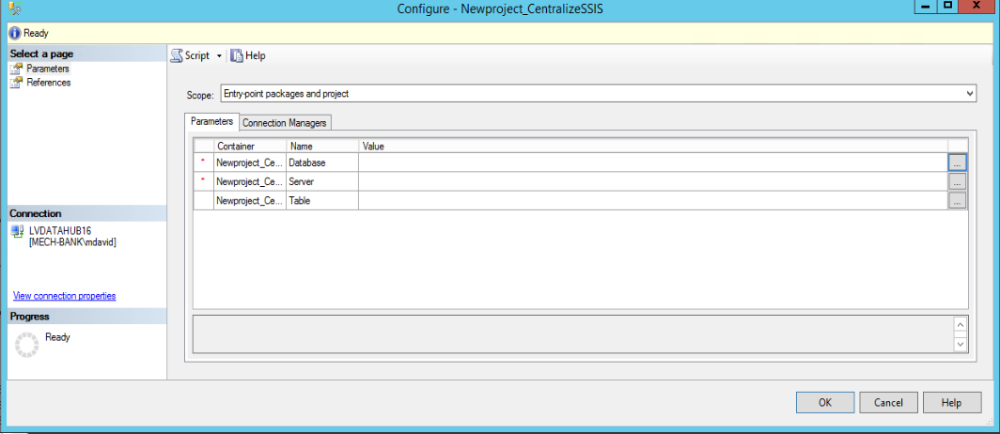 Configure - Newproject_CentralizeSSIS
Ready
Select a page
Parameters
References
Script
Help
Scope: Entry-point packages and project
Parameters Connection Managers
Container Name Value
* Newproject_Ce... Database ...
* Newproject_Ce... Server ...
Newproject_Ce... Table ...
Connection
LVDATAHUB16
[MECH-BANK\mdavid]
View connection properties
Progress
Ready
OK Cancel Help